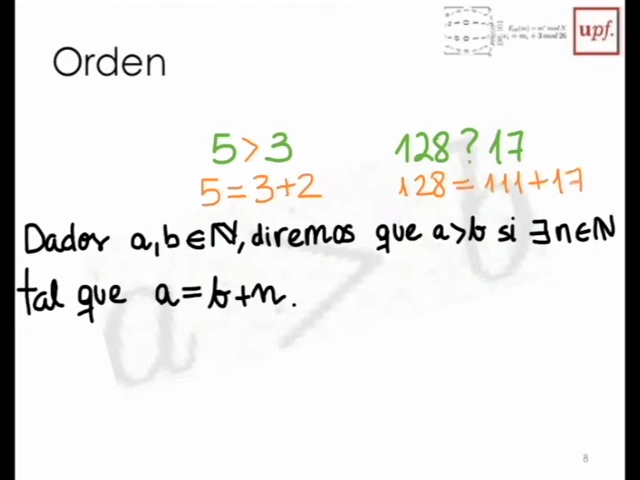 upf.
Orden
5 > 3 128 ? 17
5 = 3+2 128 = 111+17
Dados a, b ∈ ℕ, diremos que a > b si ∃ n ∈ ℕ
tal que a = b + n.
a > b
8